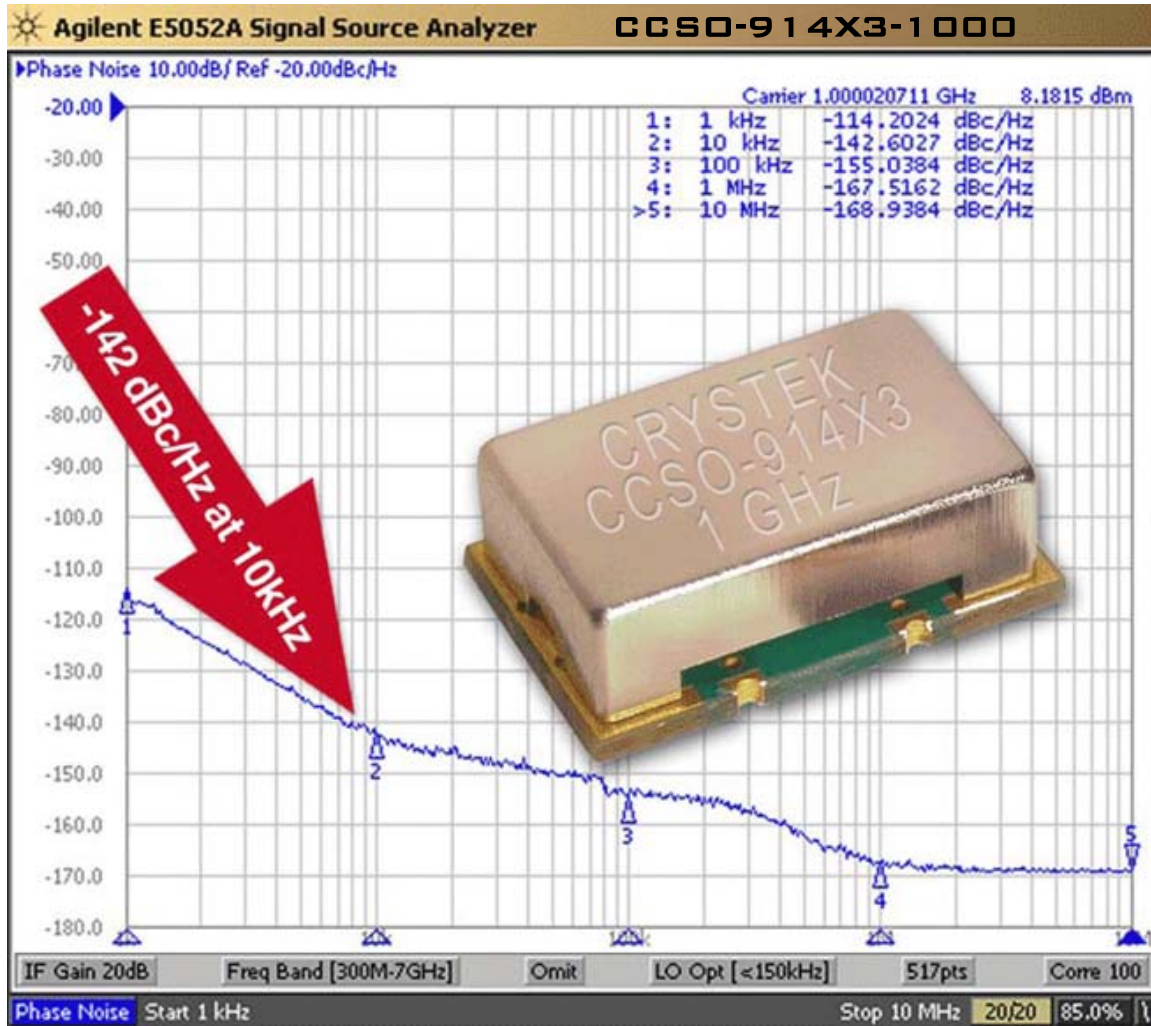 Agilent E5052A Signal Source Analyzer CCSO-914X3-1000
▶Phase Noise 10.00dB/ Ref -20.00dBc/Hz
Carrier 1.000020711 GHz 8.1815 dBm
1: 1 kHz -114.2024 dBc/Hz
2: 10 kHz -142.6027 dBc/Hz
3: 100 kHz -155.0384 dBc/Hz
4: 1 MHz -167.5162 dBc/Hz
>5: 10 MHz -168.9384 dBc/Hz
-20.00
-30.00
-40.00
-50.00
-80.00
-90.00
-100.0
-110.0
-120.0
-130.0
-140.0
-150.0
-160.0
-170.0
-180.0
-142 dBc/Hz at 10kHz
CRYSTEK
CCSO-914X3
1 GHz
1
2
3
4
5
IF Gain 20dB Freq Band [300M-7GHz] Omit LO Opt [<150kHz] 517pts Corre 100
Phase Noise Start 1 kHz Stop 10 MHz 20/20 85.0%